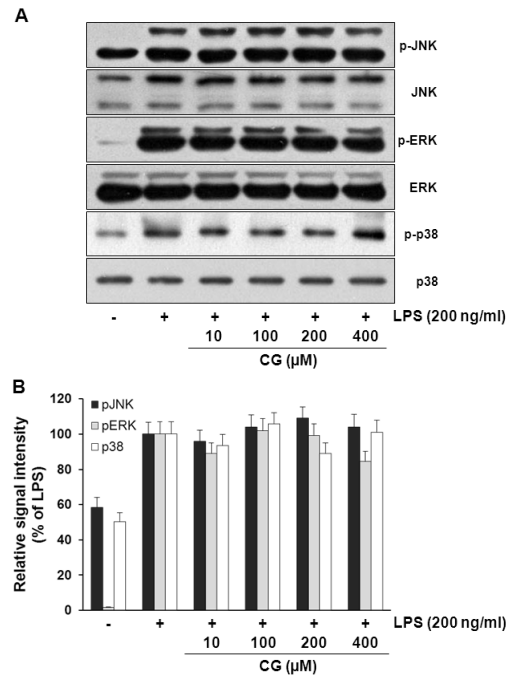 A
p-JNK
JNK
p-ERK
ERK
p-p38
p38
- + + + + + LPS (200 ng/ml)
10 100 200 400
CG (μM)
B
Relative signal intensity
(% of LPS)
120
100
80
60
40
20
0
pJNK
pERK
p38
- + + + + + LPS (200 ng/ml)
10 100 200 400
CG (μM)